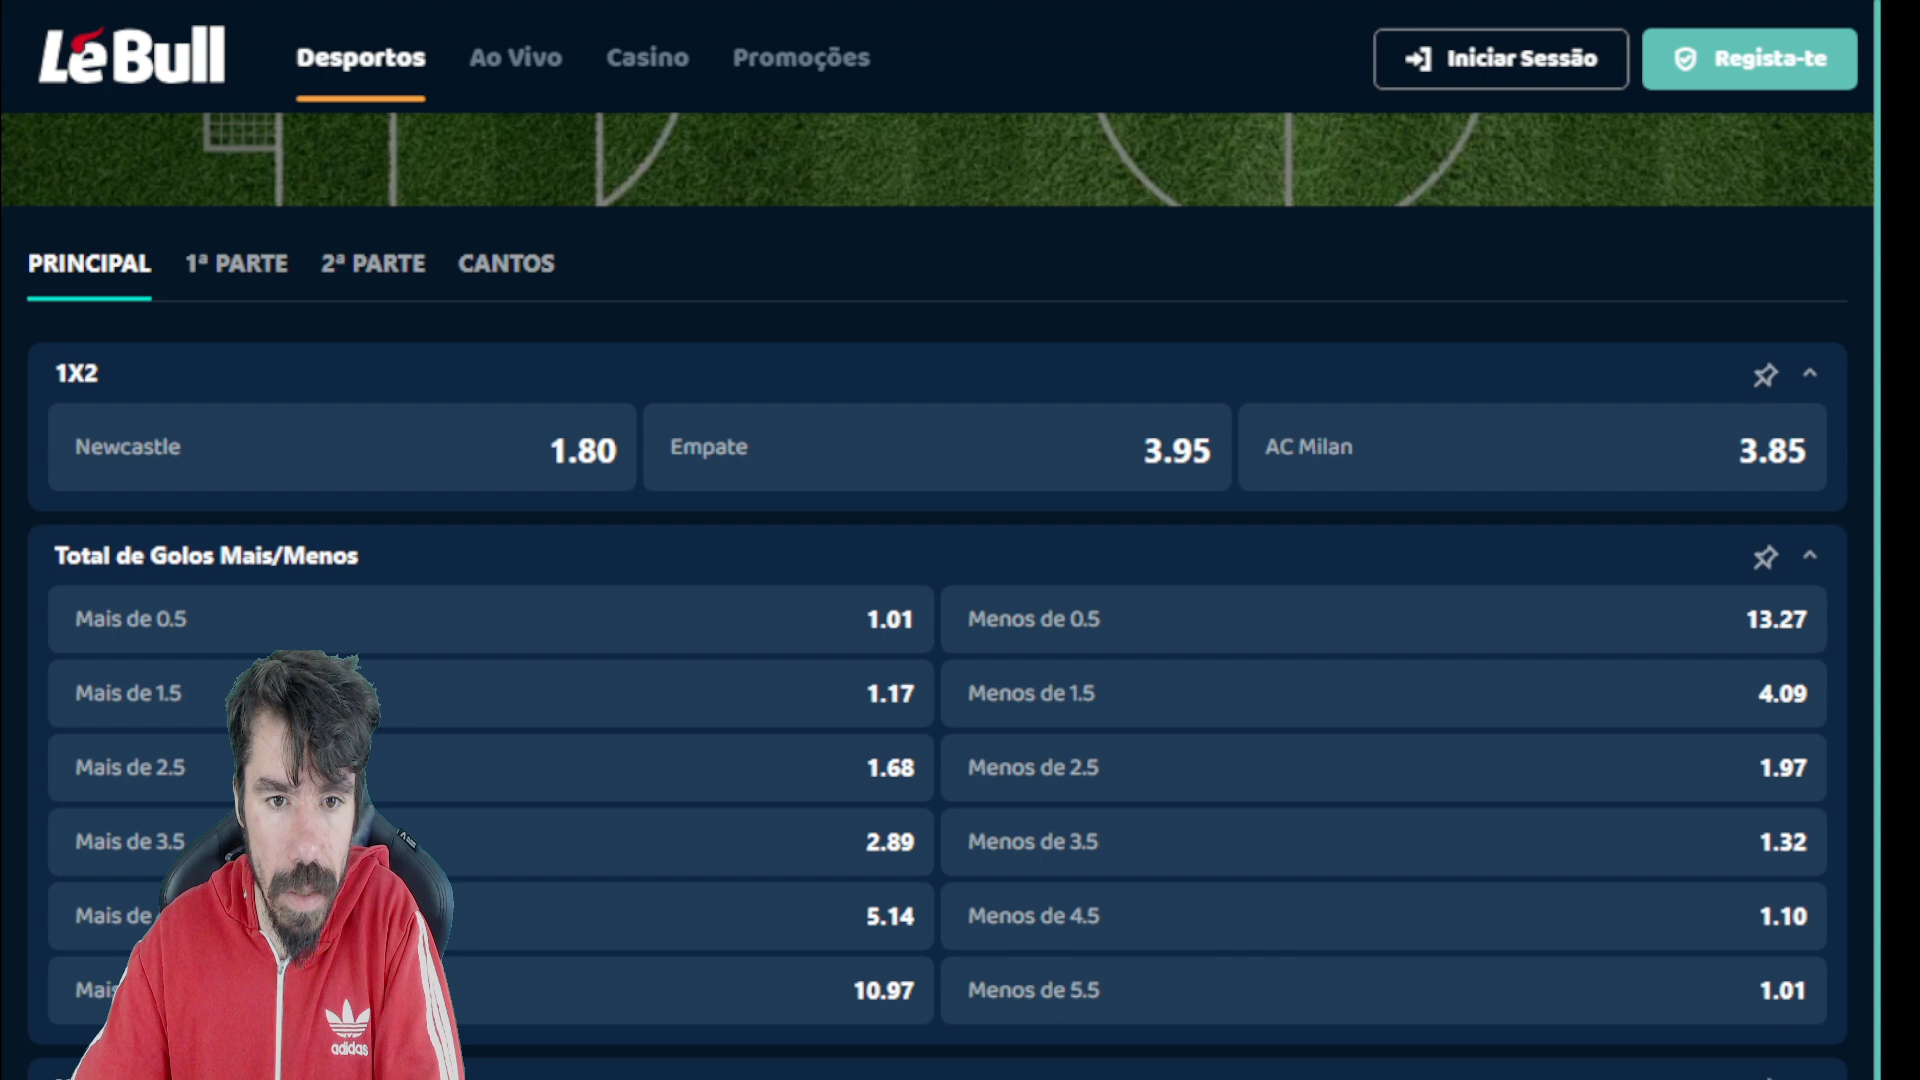 LeBull
Desportos Ao Vivo Casino Promoções Iniciar Sessão Regista-te
PRINCIPAL 1ª PARTE 2ª PARTE CANTOS
1X2
Newcastle 1.80 Empate 3.95 AC Milan 3.85
Total de Golos Mais/Menos
Mais de 0.5 1.01 Menos de 0.5 13.27
Mais de 1.5 1.17 Menos de 1.5 4.09
Mais de 2.5 1.68 Menos de 2.5 1.97
Mais de 3.5 2.89 Menos de 3.5 1.32
Mais de 5.14 Menos de 4.5 1.10
Mais 10.97 Menos de 5.5 1.01
adidas